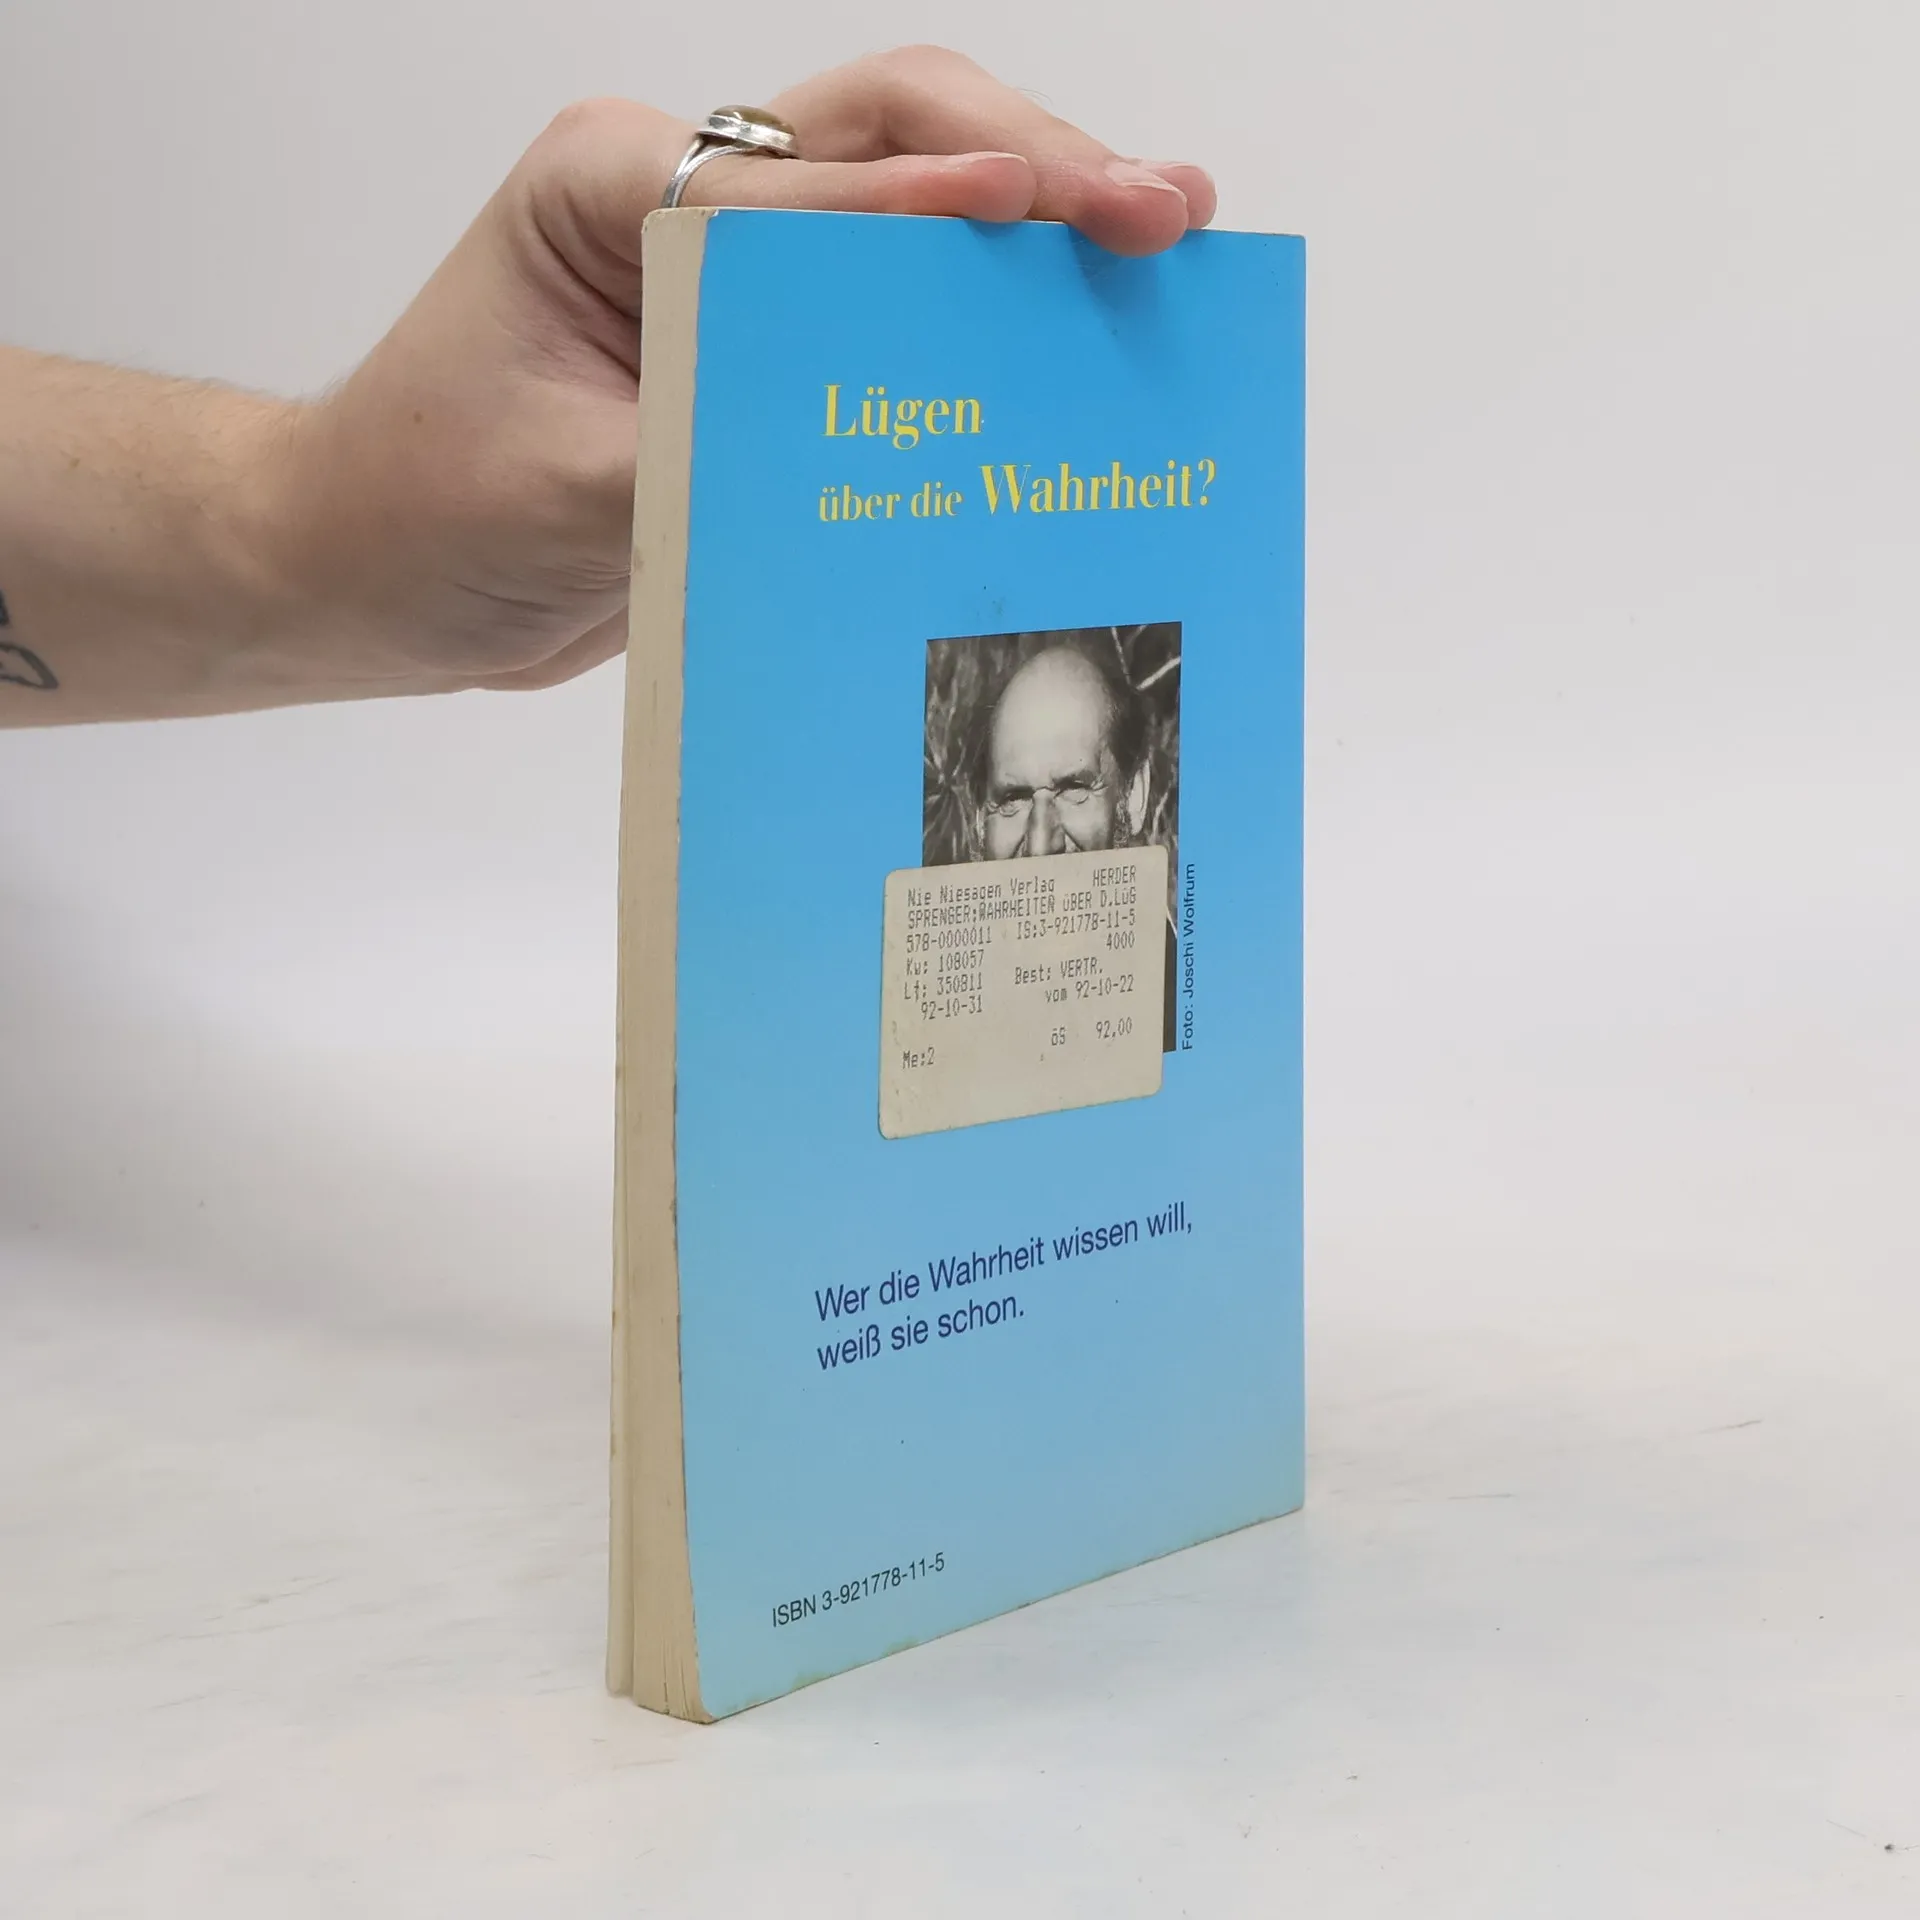 Lügen
über die Wahrheit?
Nie Niesagen Verlag HERDER
SPRENGER:WAHRHEITEN ÜBER D.LÜG
578-0000011 IS:3-921778-11-5
4000
Kw: 108057
Lf: 350811 Best: VERTR.
92-10-31 vom 92-10-22
öS 92,00
Me:2
Foto: Joschi Wolfrum
Wer die Wahrheit wissen will,
weiß sie schon.
ISBN 3-921778-11-5